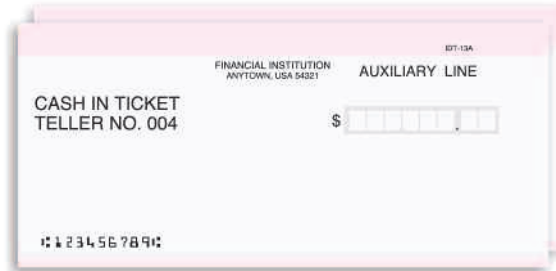 IDT-13A
FINANCIAL INSTITUTION
ANYTOWN, USA 54321
AUXILIARY LINE
CASH IN TICKET
TELLER NO. 004
$ .
⑆123456789⑆